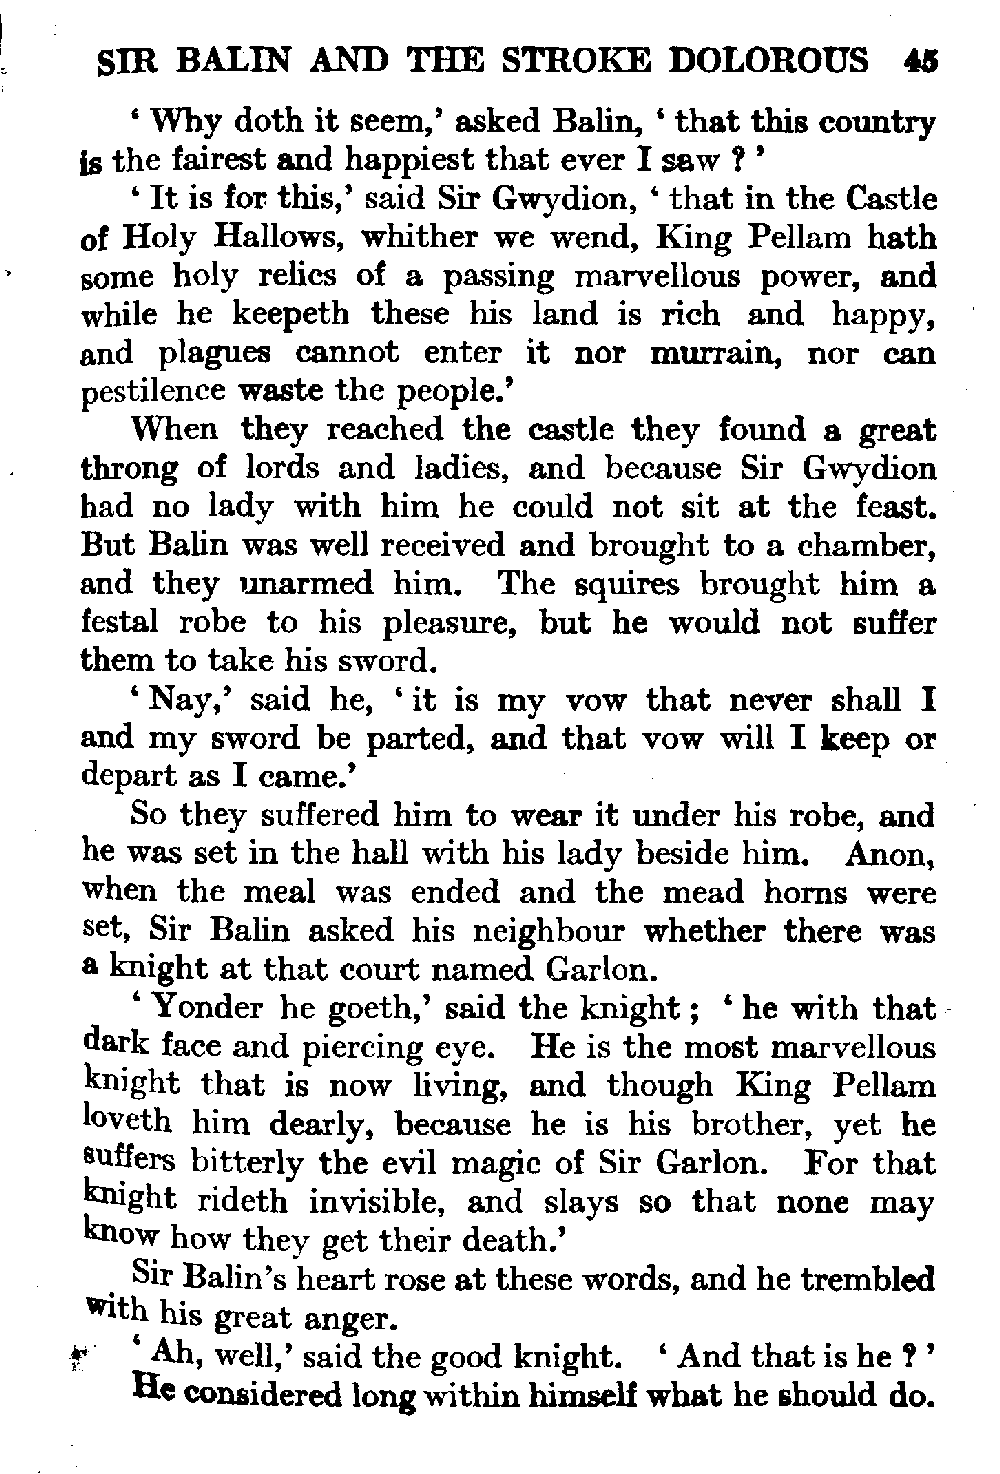 SIR BALIN AND THE STROKE DOLOROUS 45
‘ Why doth it seem,’ asked Balin, ‘ that this country
is the fairest and happiest that ever I saw ? ’
‘ It is for this,’ said Sir Gwydion, ‘ that in the Castle
of Holy Hallows, whither we wend, King Pellam hath
some holy relics of a passing marvellous power, and
while he keepeth these his land is rich and happy,
and plagues cannot enter it nor murrain, nor can
pestilence waste the people.’
When they reached the castle they found a great
throng of lords and ladies, and because Sir Gwydion
had no lady with him he could not sit at the feast.
But Balin was well received and brought to a chamber,
and they unarmed him. The squires brought him a
festal robe to his pleasure, but he would not suffer
them to take his sword.
‘ Nay,’ said he, ‘ it is my vow that never shall I
and my sword be parted, and that vow will I keep or
depart as I came.’
So they suffered him to wear it under his robe, and
he was set in the hall with his lady beside him. Anon,
when the meal was ended and the mead horns were
set, Sir Balin asked his neighbour whether there was
a knight at that court named Garlon.
‘ Yonder he goeth,’ said the knight ; ‘ he with that
dark face and piercing eye. He is the most marvellous
knight that is now living, and though King Pellam
loveth him dearly, because he is his brother, yet he
suffers bitterly the evil magic of Sir Garlon. For that
knight rideth invisible, and slays so that none may
know how they get their death.’
Sir Balin’s heart rose at these words, and he trembled
with his great anger.
‘ Ah, well,’ said the good knight. ‘ And that is he ? ’
He considered long within himself what he should do.